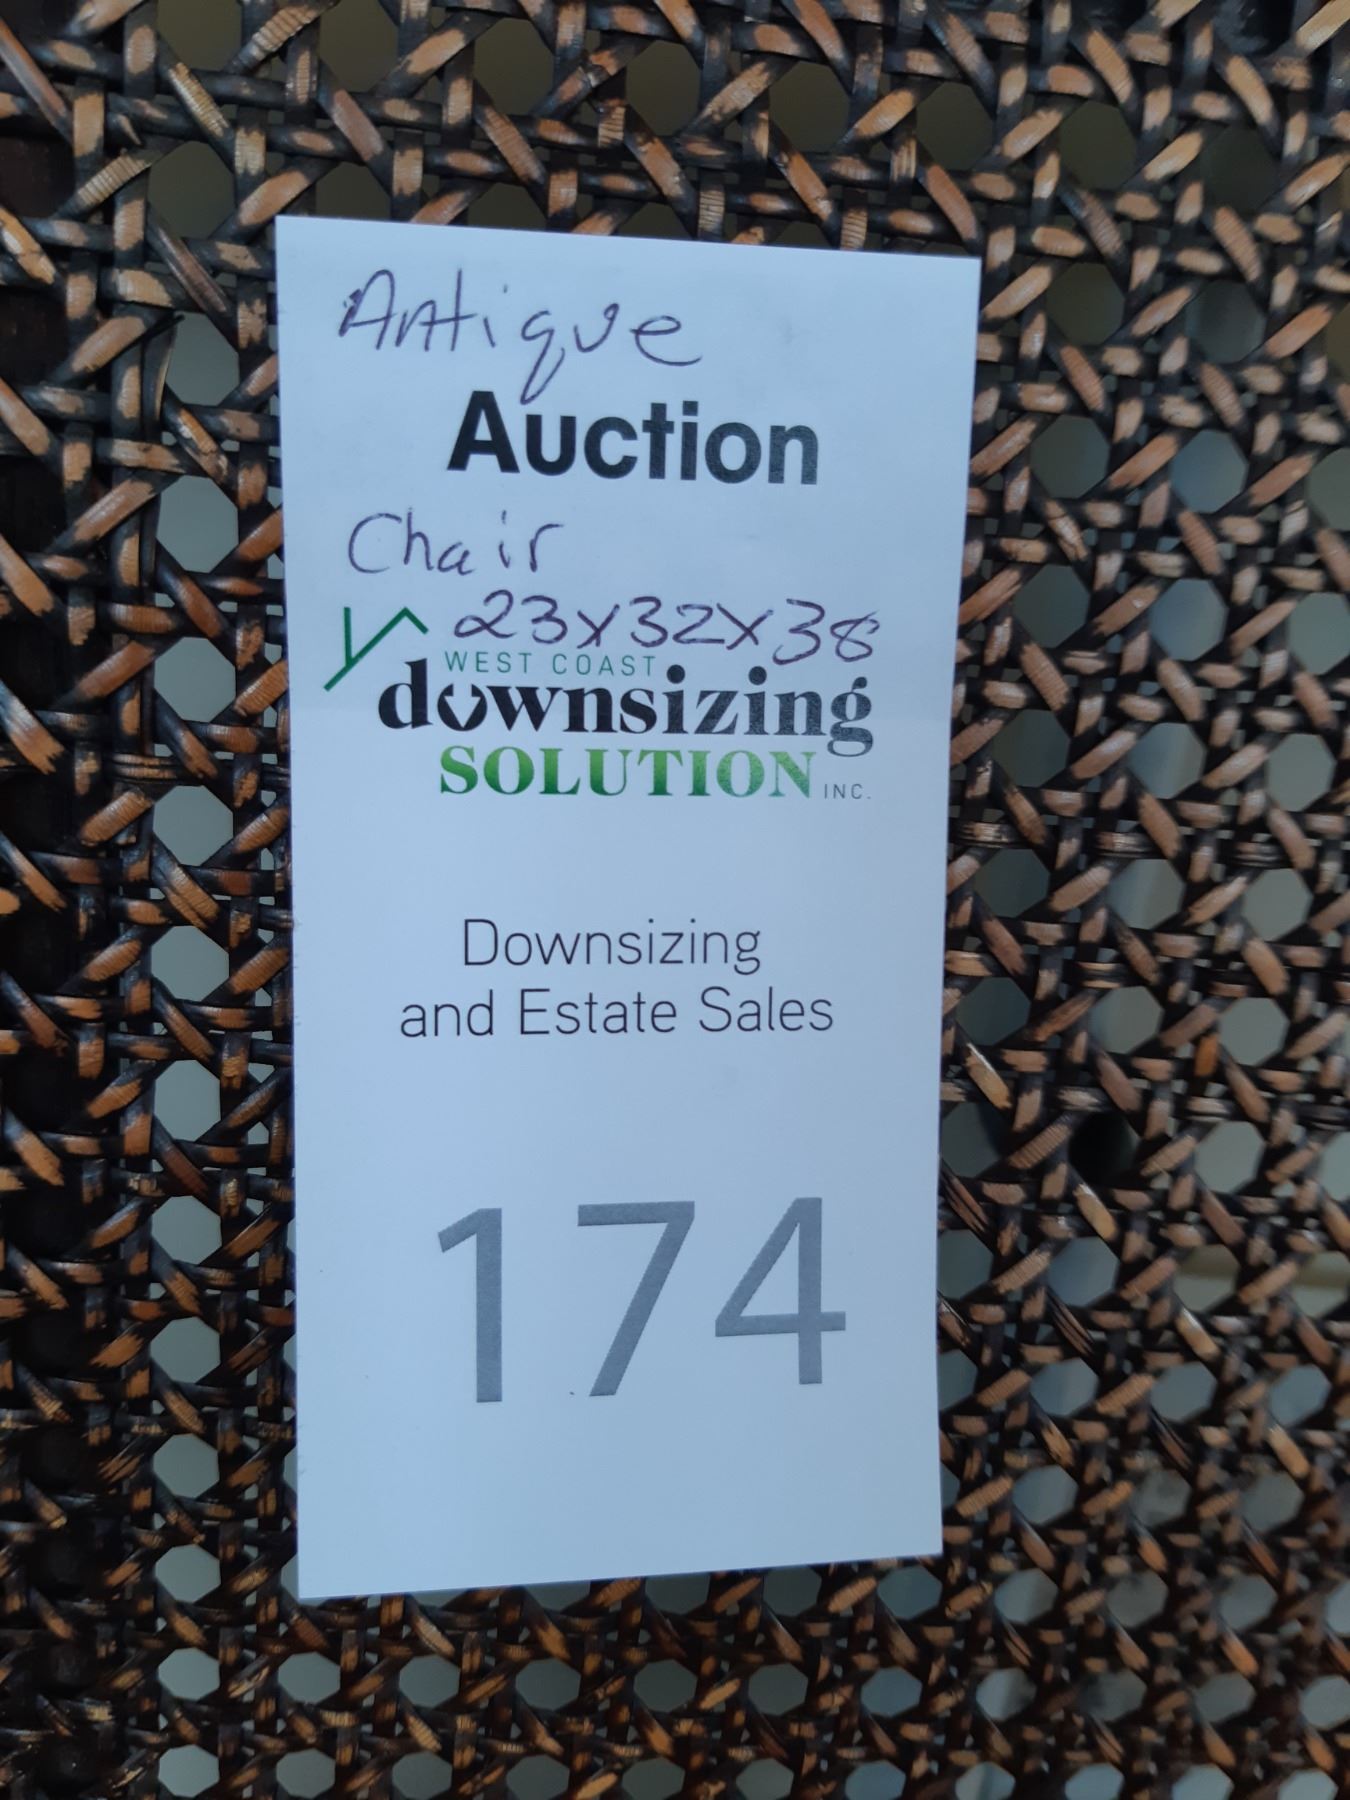 Antique
Auction
Chair
23x32x38
WEST COAST
downsizing
SOLUTION INC.
Downsizing
and Estate Sales
174